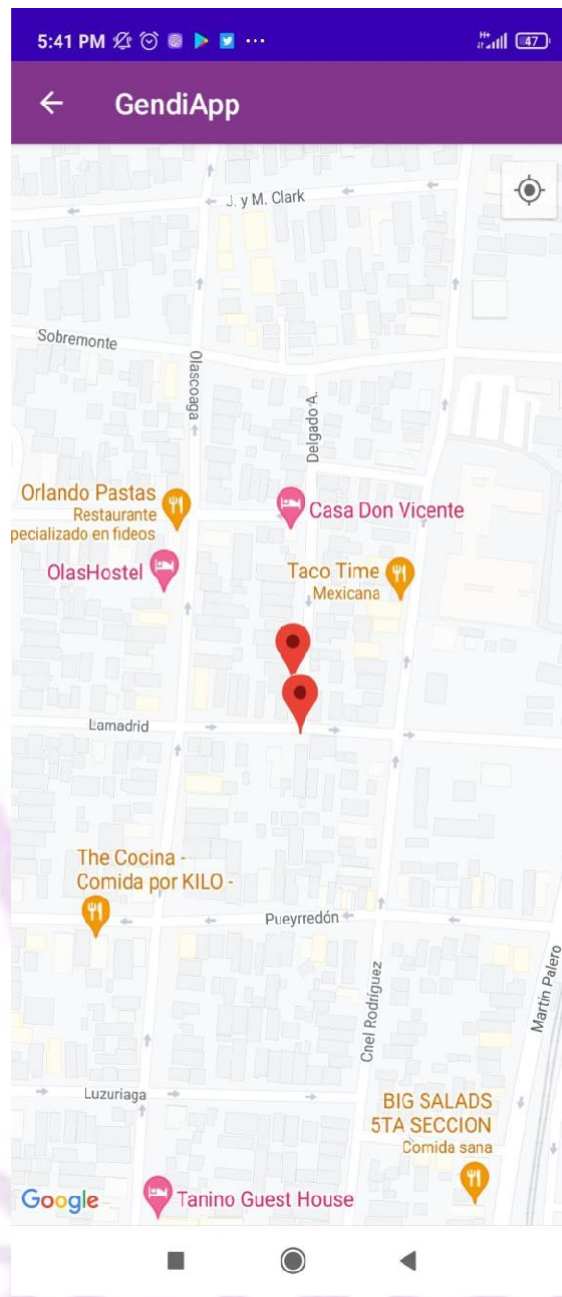 5:41 PM
H+
47
GendiApp
J. y M. Clark
Sobremonte
Olascoaga
Delgado A.
Orlando Pastas
Restaurante
pecializado en fideos
Casa Don Vicente
OlasHostel
Taco Time
Mexicana
Lamadrid
The Cocina -
Comida por KILO -
Pueyrredón
Martín Palero
Cnel Rodríguez
Luzuriaga
BIG SALADS
5TA SECCION
Comida sana
Google
Tanino Guest House